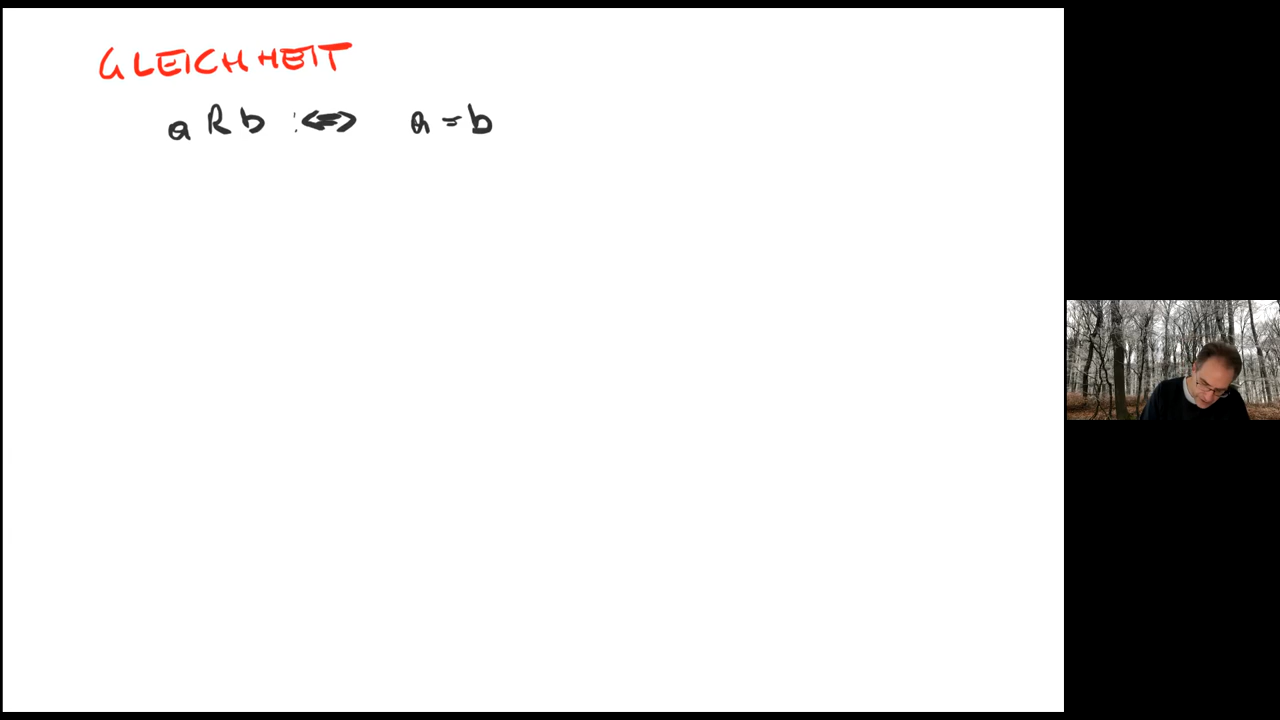 GLEICHHEIT
a R b :⇔ a = b